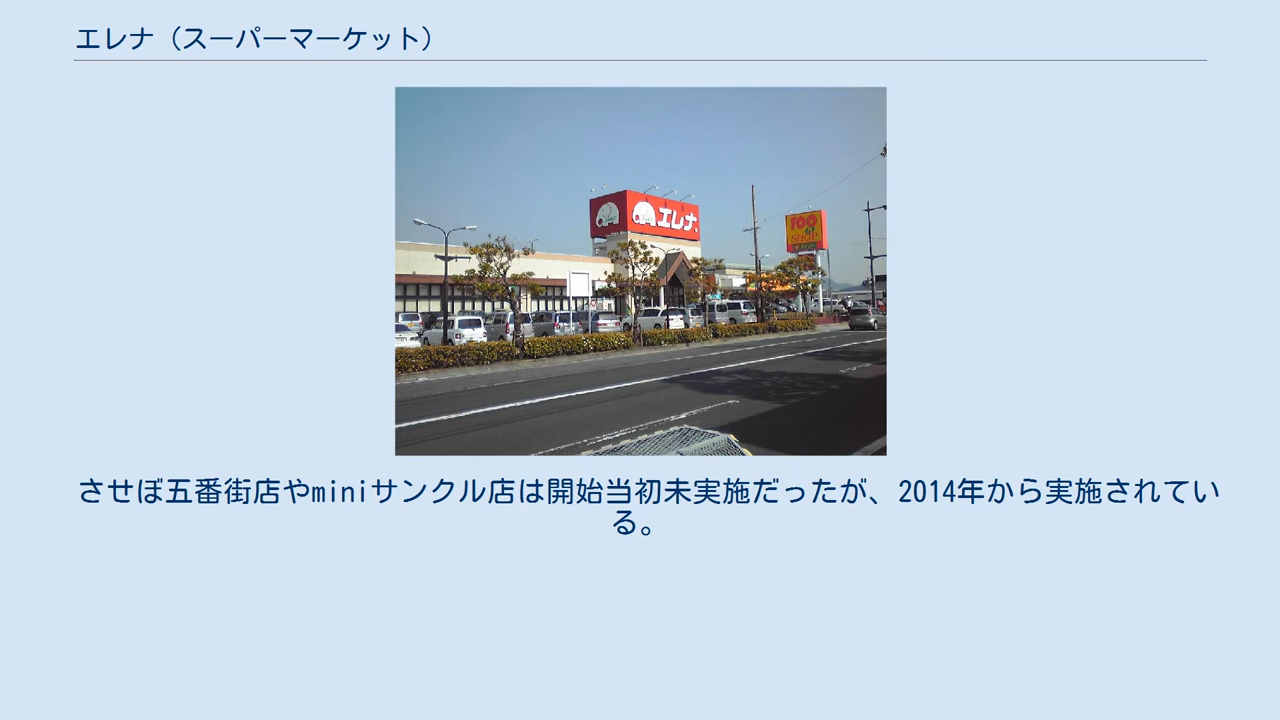 エレナ（スーパーマーケット）
エレナ
100
SHOP
させぼ五番街店やminiサンクル店は開始当初未実施だったが、2014年から実施されてい
る。